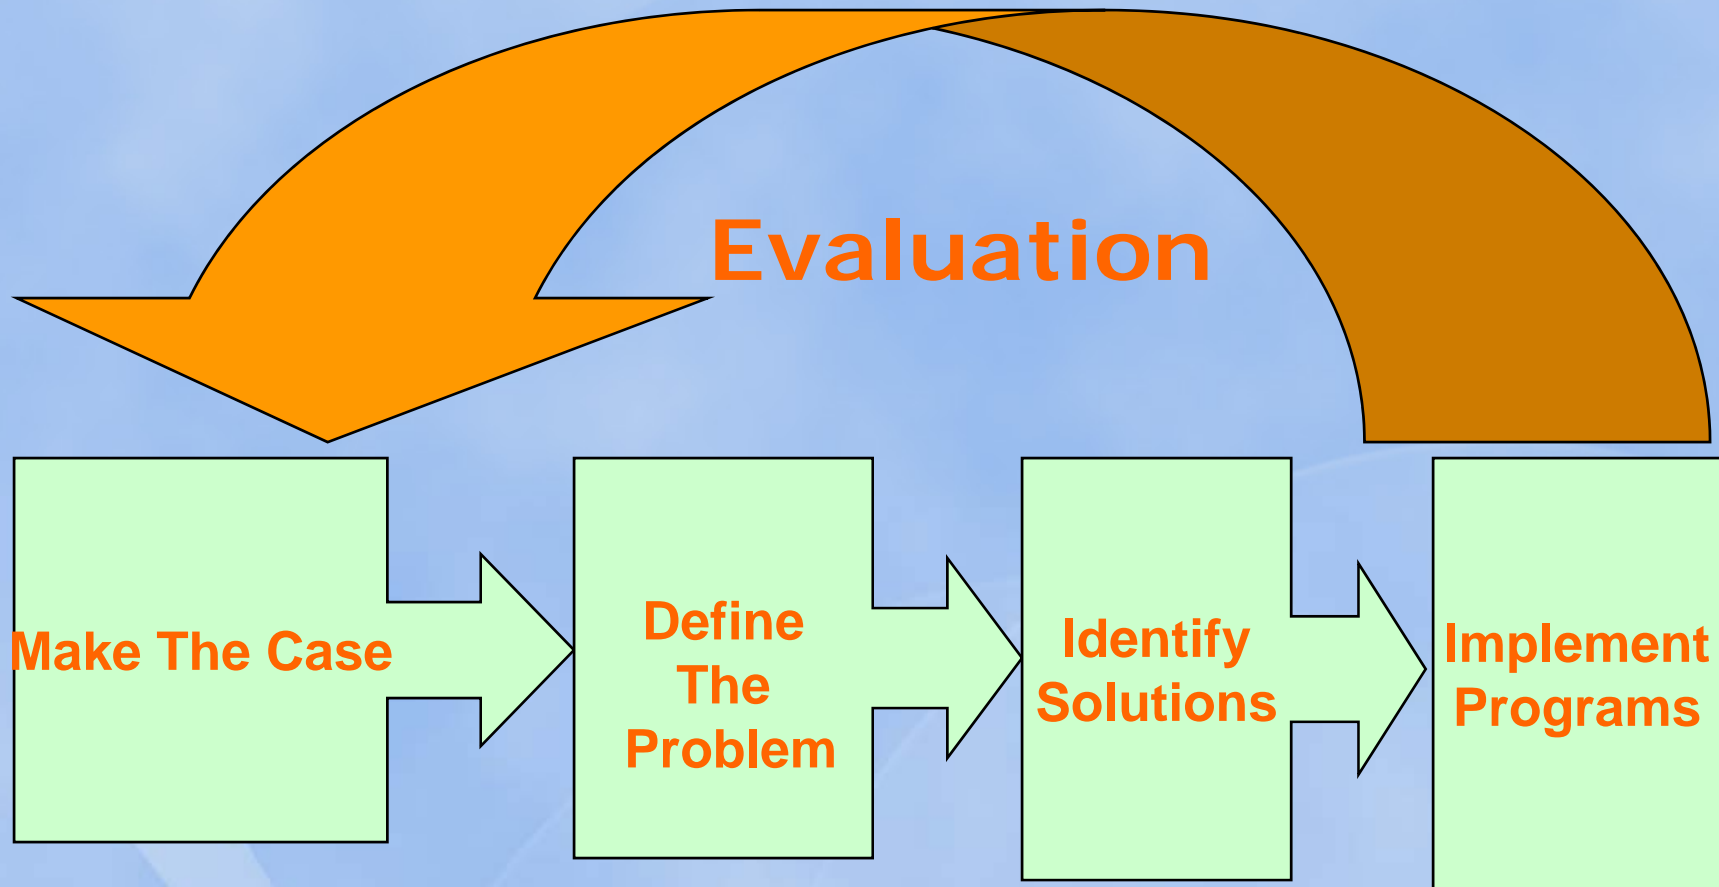 Evaluation
Make The Case
Define
The
Problem
Identify
Solutions
Implement
Programs